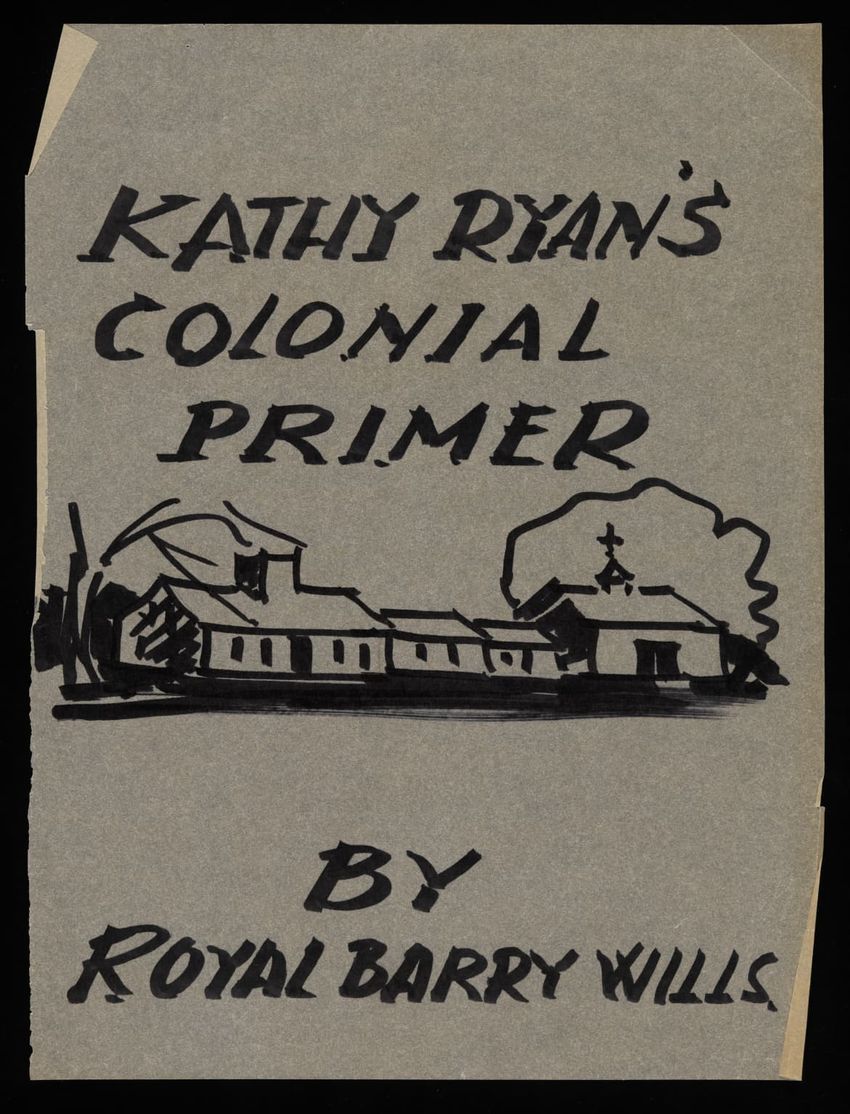 KATHY RYAN'S
COLONIAL
PRIMER
BY
ROYAL BARRY WILLS.